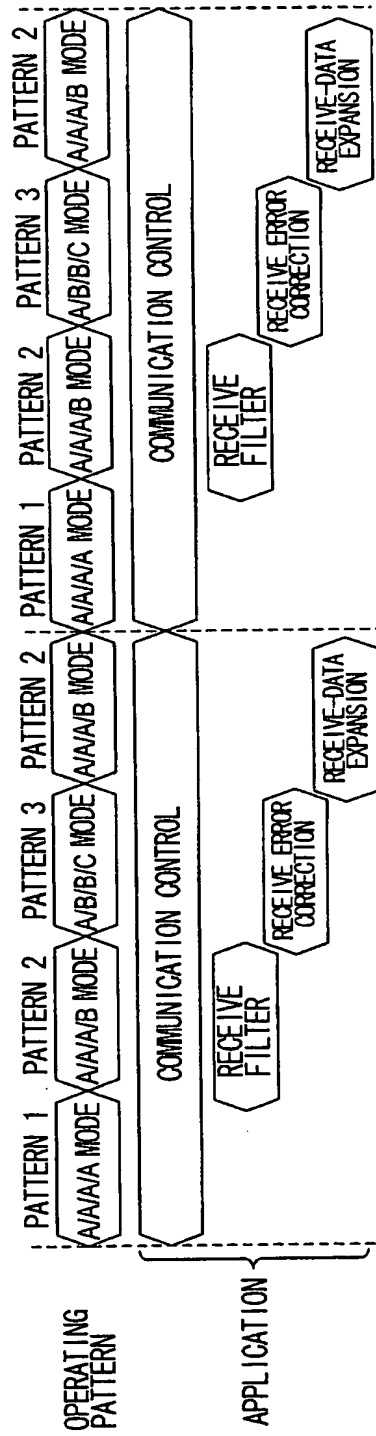 OPERATING
PATTERN
PATTERN 1
PATTERN 2
PATTERN 3
PATTERN 2
PATTERN 1
PATTERN 2
PATTERN 3
PATTERN 2
A/A/A/A MODE
A/A/A/B MODE
A/B/B/C MODE
A/A/A/B MODE
A/A/A/A MODE
A/A/A/B MODE
A/B/B/C MODE
A/A/A/B MODE
APPLICATION
COMMUNICATION CONTROL
COMMUNICATION CONTROL
RECEIVE
FILTER
RECEIVE
FILTER
RECEIVE ERROR
CORRECTION
RECEIVE ERROR
CORRECTION
RECEIVE-DATA
EXPANSION
RECEIVE-DATA
EXPANSION